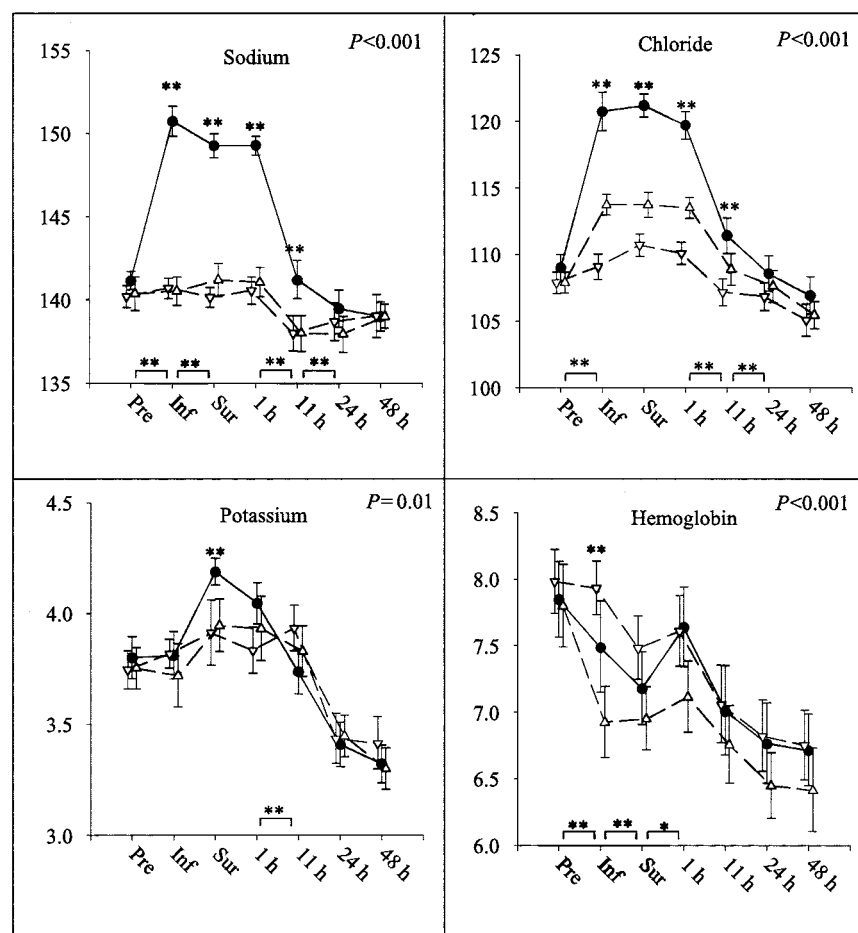 Sodium
P<0.001
155
150
145
140
135
**
**
**
**
**
**
**
**
Pre
Inf
Sur
1 h
11 h
24 h
48 h
Chloride
P<0.001
125
120
115
110
105
100
**
**
**
**
**
**
**
Pre
Inf
Sur
1 h
11 h
24 h
48 h
Potassium
P=0.01
4.5
4.0
3.5
3.0
**
**
Pre
Inf
Sur
1 h
11 h
24 h
48 h
Hemoglobin
P<0.001
8.5
8.0
7.5
7.0
6.5
6.0
**
**
**
*
Pre
Inf
Sur
1 h
11 h
24 h
48 h